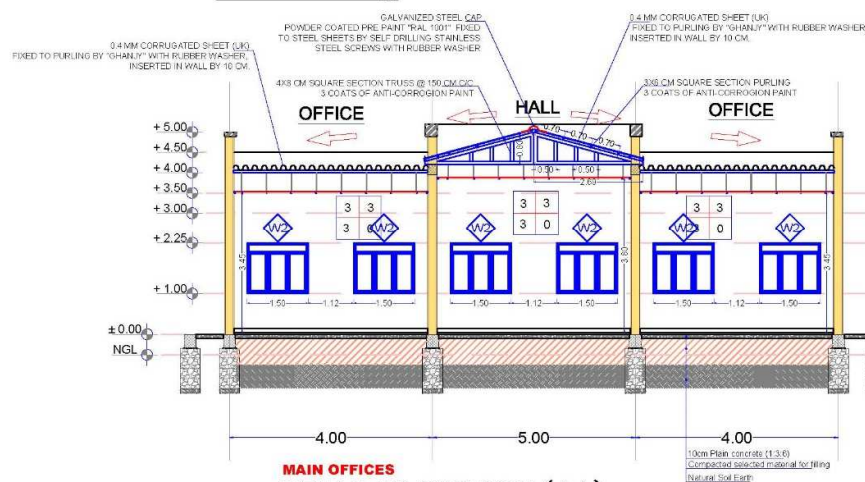 GALVANIZED STEEL CAP
POWDER COATED PRE PAINT "RAL 1001" FIXED
TO STEEL SHEETS BY SELF DRILLING STAINLESS
STEEL SCREWS WITH RUBBER WASHER
0.4 MM CORRUGATED SHEET (UK)
FIXED TO PURLING BY "GHANJY" WITH RUBBER WASHER
INSERTED IN WALL BY 10 CM.
0.4 MM CORRUGATED SHEET (UK)
FIXED TO PURLING BY "GHANJY" WITH RUBBER WASHER,
INSERTED IN WALL BY 10 CM.
4X8 CM SQUARE SECTION TRUSS @ 150 CM C/C
3 COATS OF ANTI-CORROGION PAINT
3X6 CM SQUARE SECTION PURLING
3 COATS OF ANTI-CORROGION PAINT
OFFICE
HALL
OFFICE
0.70
0.70
0.70
0.80
0.50
0.50
2.60
+ 5.00
+ 4.50
+ 4.00
+ 3.50
+ 3.00
+ 2.25
+ 1.00
± 0.00
NGL
3 3
3 0
3 3
3 0
3 3
3 0
W2
W2
W2
W2
W2
W2
3.45
3.80
3.45
1.50
1.12
1.50
1.50
1.12
1.50
1.50
1.12
1.50
4.00
5.00
4.00
10cm Plain concrete (1:3:6)
Compacted selected material for filling
Natural Soil Earth
MAIN OFFICES